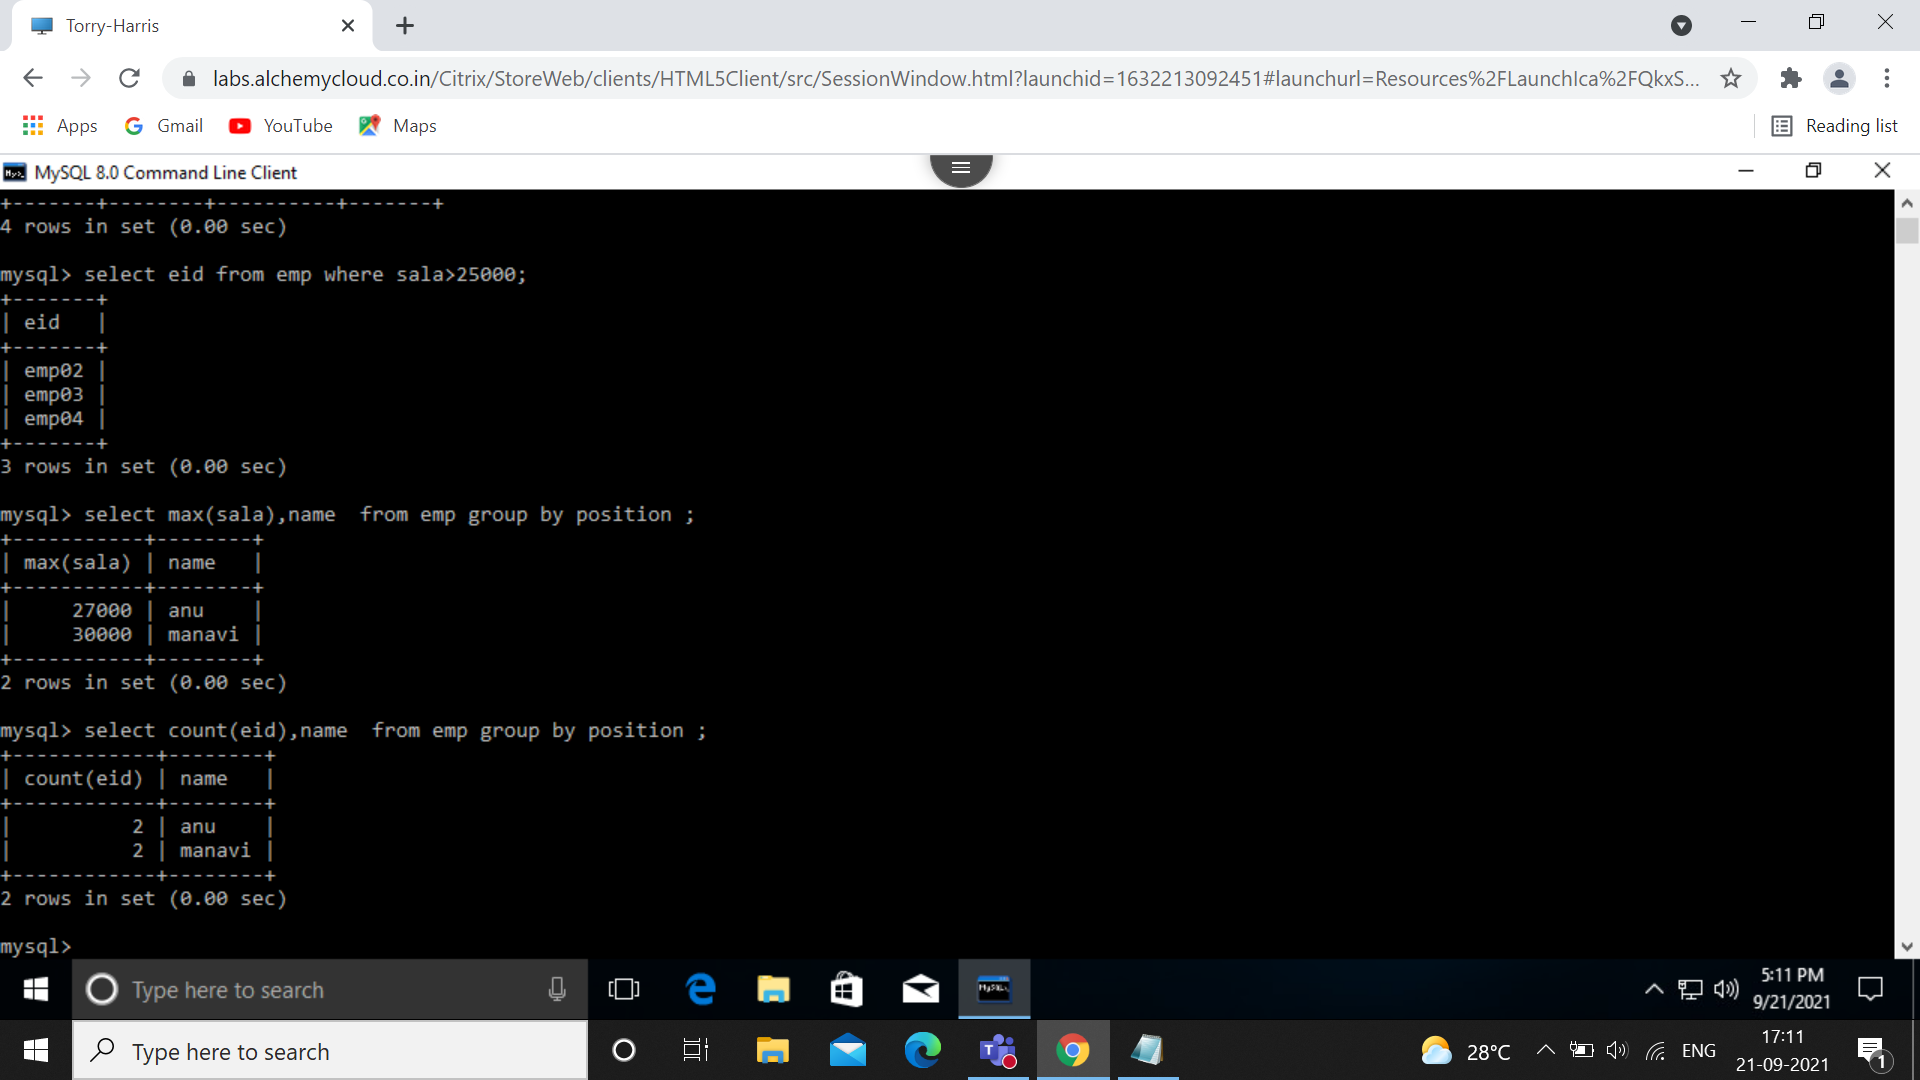 Torry-Harris
labs.alchemycloud.co.in/Citrix/StoreWeb/clients/HTML5Client/src/SessionWindow.html?launchid=1632213092451#launchurl=Resources%2FLaunchIca%2FQkxS...
Apps Gmail YouTube Maps Reading list
MySQL 8.0 Command Line Client
+-------+--------+----------+-------+
4 rows in set (0.00 sec)
mysql> select eid from emp where sala>25000;
+-------+
| eid   |
+-------+
| emp02 |
| emp03 |
| emp04 |
+-------+
3 rows in set (0.00 sec)
mysql> select max(sala),name  from emp group by position ;
+-----------+--------+
| max(sala) | name   |
+-----------+--------+
|     27000 | anu    |
|     30000 | manavi |
+-----------+--------+
2 rows in set (0.00 sec)
mysql> select count(eid),name  from emp group by position ;
+------------+--------+
| count(eid) | name   |
+------------+--------+
|          2 | anu    |
|          2 | manavi |
+------------+--------+
2 rows in set (0.00 sec)
mysql>
Type here to search
5:11 PM
9/21/2021
Type here to search
28°C ENG
17:11
21-09-2021
1